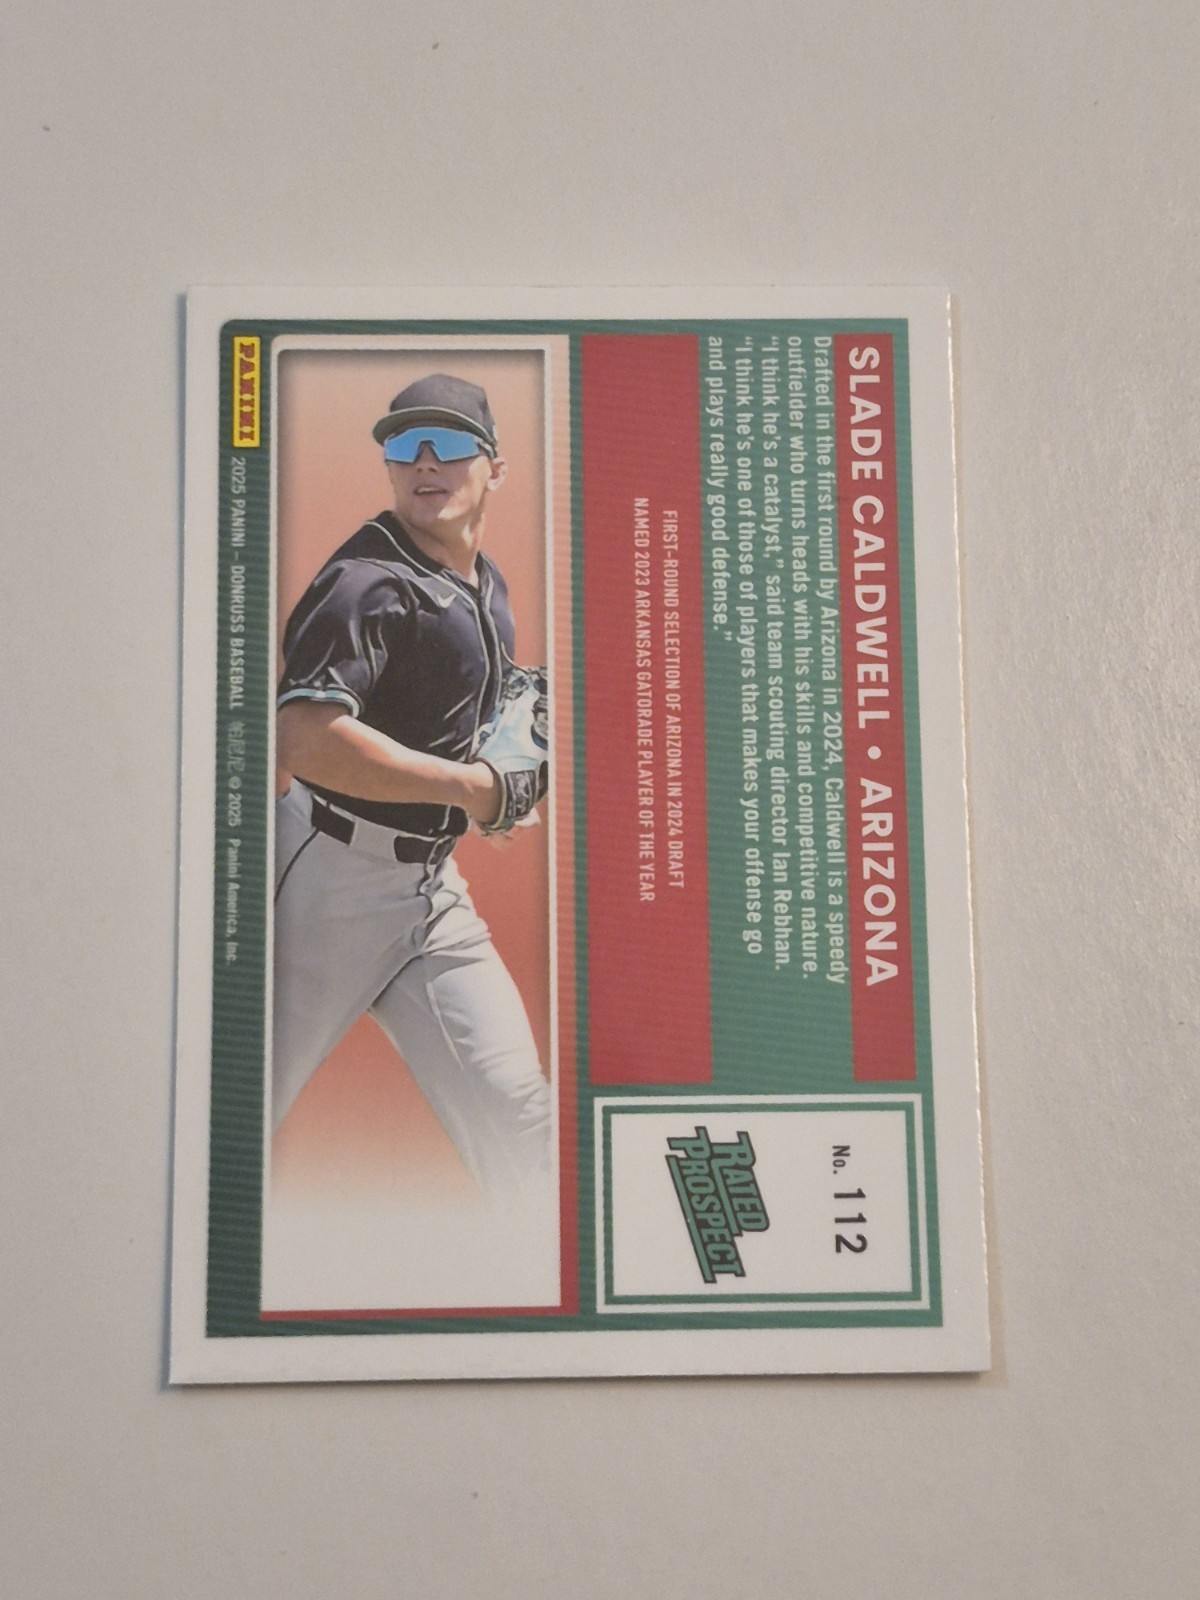 SLADE CALDWELL • ARIZONA
Drafted in the first round by Arizona in 2024, Caldwell is a speedy
outfielder who turns heads with his skills and competitive nature.
“I think he’s a catalyst,” said team scouting director Ian Rebhan.
“I think he’s one of those of players that makes your offense go
and plays really good defense.”
FIRST-ROUND SELECTION OF ARIZONA IN 2024 DRAFT
NAMED 2023 ARKANSAS GATORADE PLAYER OF THE YEAR
No. 112
RATED
PROSPECT
PANINI 2025 PANINI – DONRUSS BASEBALL © 2025 Panini America, Inc.